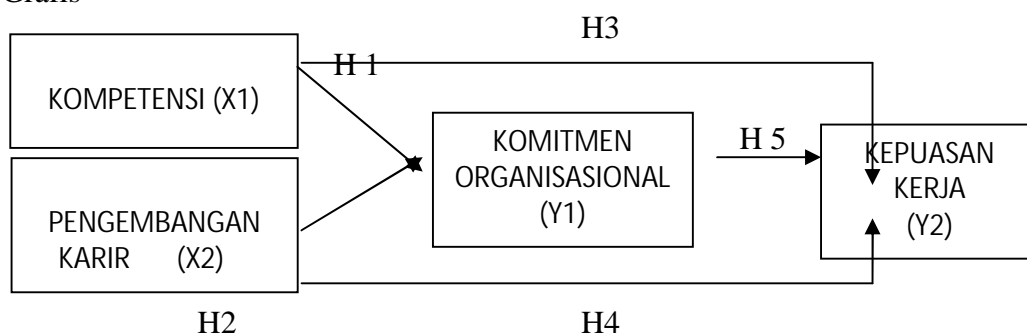 H3
H 1
KOMPETENSI (X1)
KOMITMEN
ORGANISASIONAL
(Y1)
H 5
KEPUASAN
KERJA
(Y2)
PENGEMBANGAN
KARIR (X2)
H2
H4